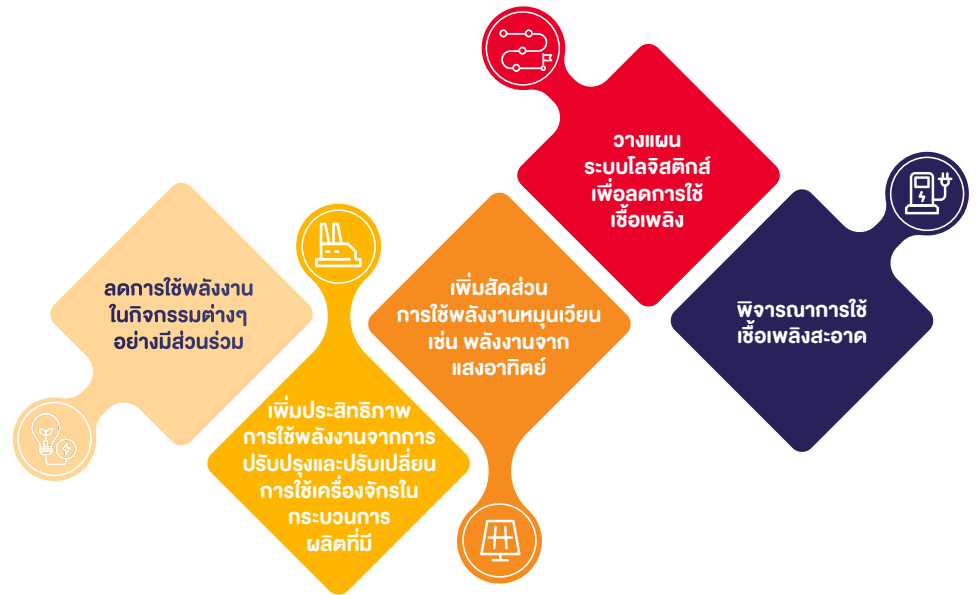 ลดการใช้พลังงาน
ในกิจกรรมต่างๆ
อย่างมีส่วนร่วม
เพิ่มประสิทธิภาพ
การใช้พลังงานจากการ
ปรับปรุงและปรับเปลี่ยน
การใช้เครื่องจักรใน
กระบวนการ
ผลิตที่มี
เพิ่มสัดส่วน
การใช้พลังงานหมุนเวียน
เช่น พลังงานจาก
แสงอาทิตย์
วางแผน
ระบบโลจิสติกส์
เพื่อลดการใช้
เชื้อเพลิง
พิจารณาการใช้
เชื้อเพลิงสะอาด